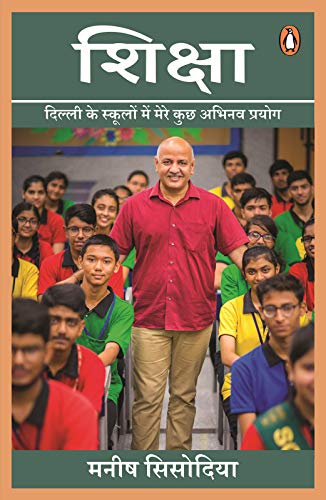 शिक्षा
दिल्ली के स्कूलों में मेरे कुछ अभिनव प्रयोग
मनीष सिसोदिया